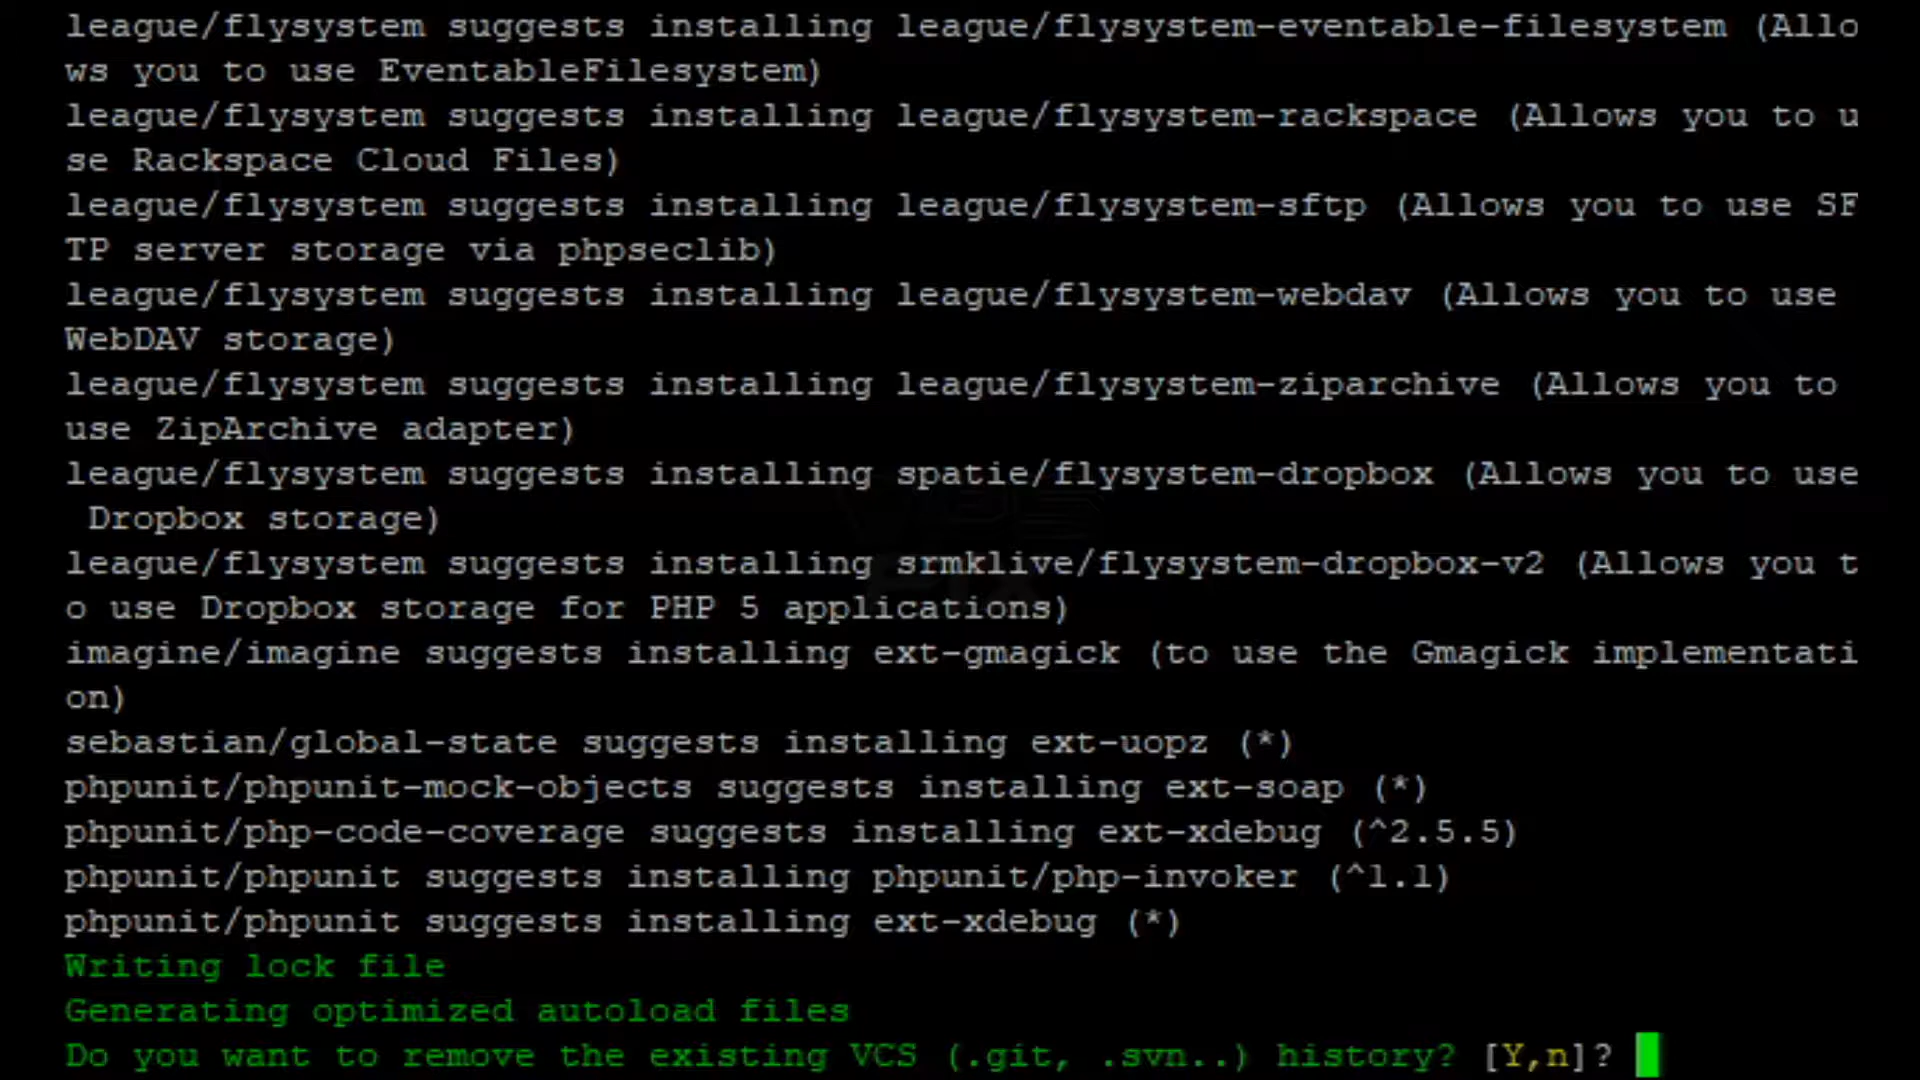 league/flysystem suggests installing league/flysystem-eventable-filesystem (Allo
ws you to use EventableFilesystem)
league/flysystem suggests installing league/flysystem-rackspace (Allows you to u
se Rackspace Cloud Files)
league/flysystem suggests installing league/flysystem-sftp (Allows you to use SF
TP server storage via phpseclib)
league/flysystem suggests installing league/flysystem-webdav (Allows you to use
WebDAV storage)
league/flysystem suggests installing league/flysystem-ziparchive (Allows you to
use ZipArchive adapter)
league/flysystem suggests installing spatie/flysystem-dropbox (Allows you to use
 Dropbox storage)
league/flysystem suggests installing srmklive/flysystem-dropbox-v2 (Allows you t
o use Dropbox storage for PHP 5 applications)
imagine/imagine suggests installing ext-gmagick (to use the Gmagick implementati
on)
sebastian/global-state suggests installing ext-uopz (*)
phpunit/phpunit-mock-objects suggests installing ext-soap (*)
phpunit/php-code-coverage suggests installing ext-xdebug (^2.5.5)
phpunit/phpunit suggests installing phpunit/php-invoker (^1.1)
phpunit/phpunit suggests installing ext-xdebug (*)
Writing lock file
Generating optimized autoload files
Do you want to remove the existing VCS (.git, .svn..) history? [Y,n]?